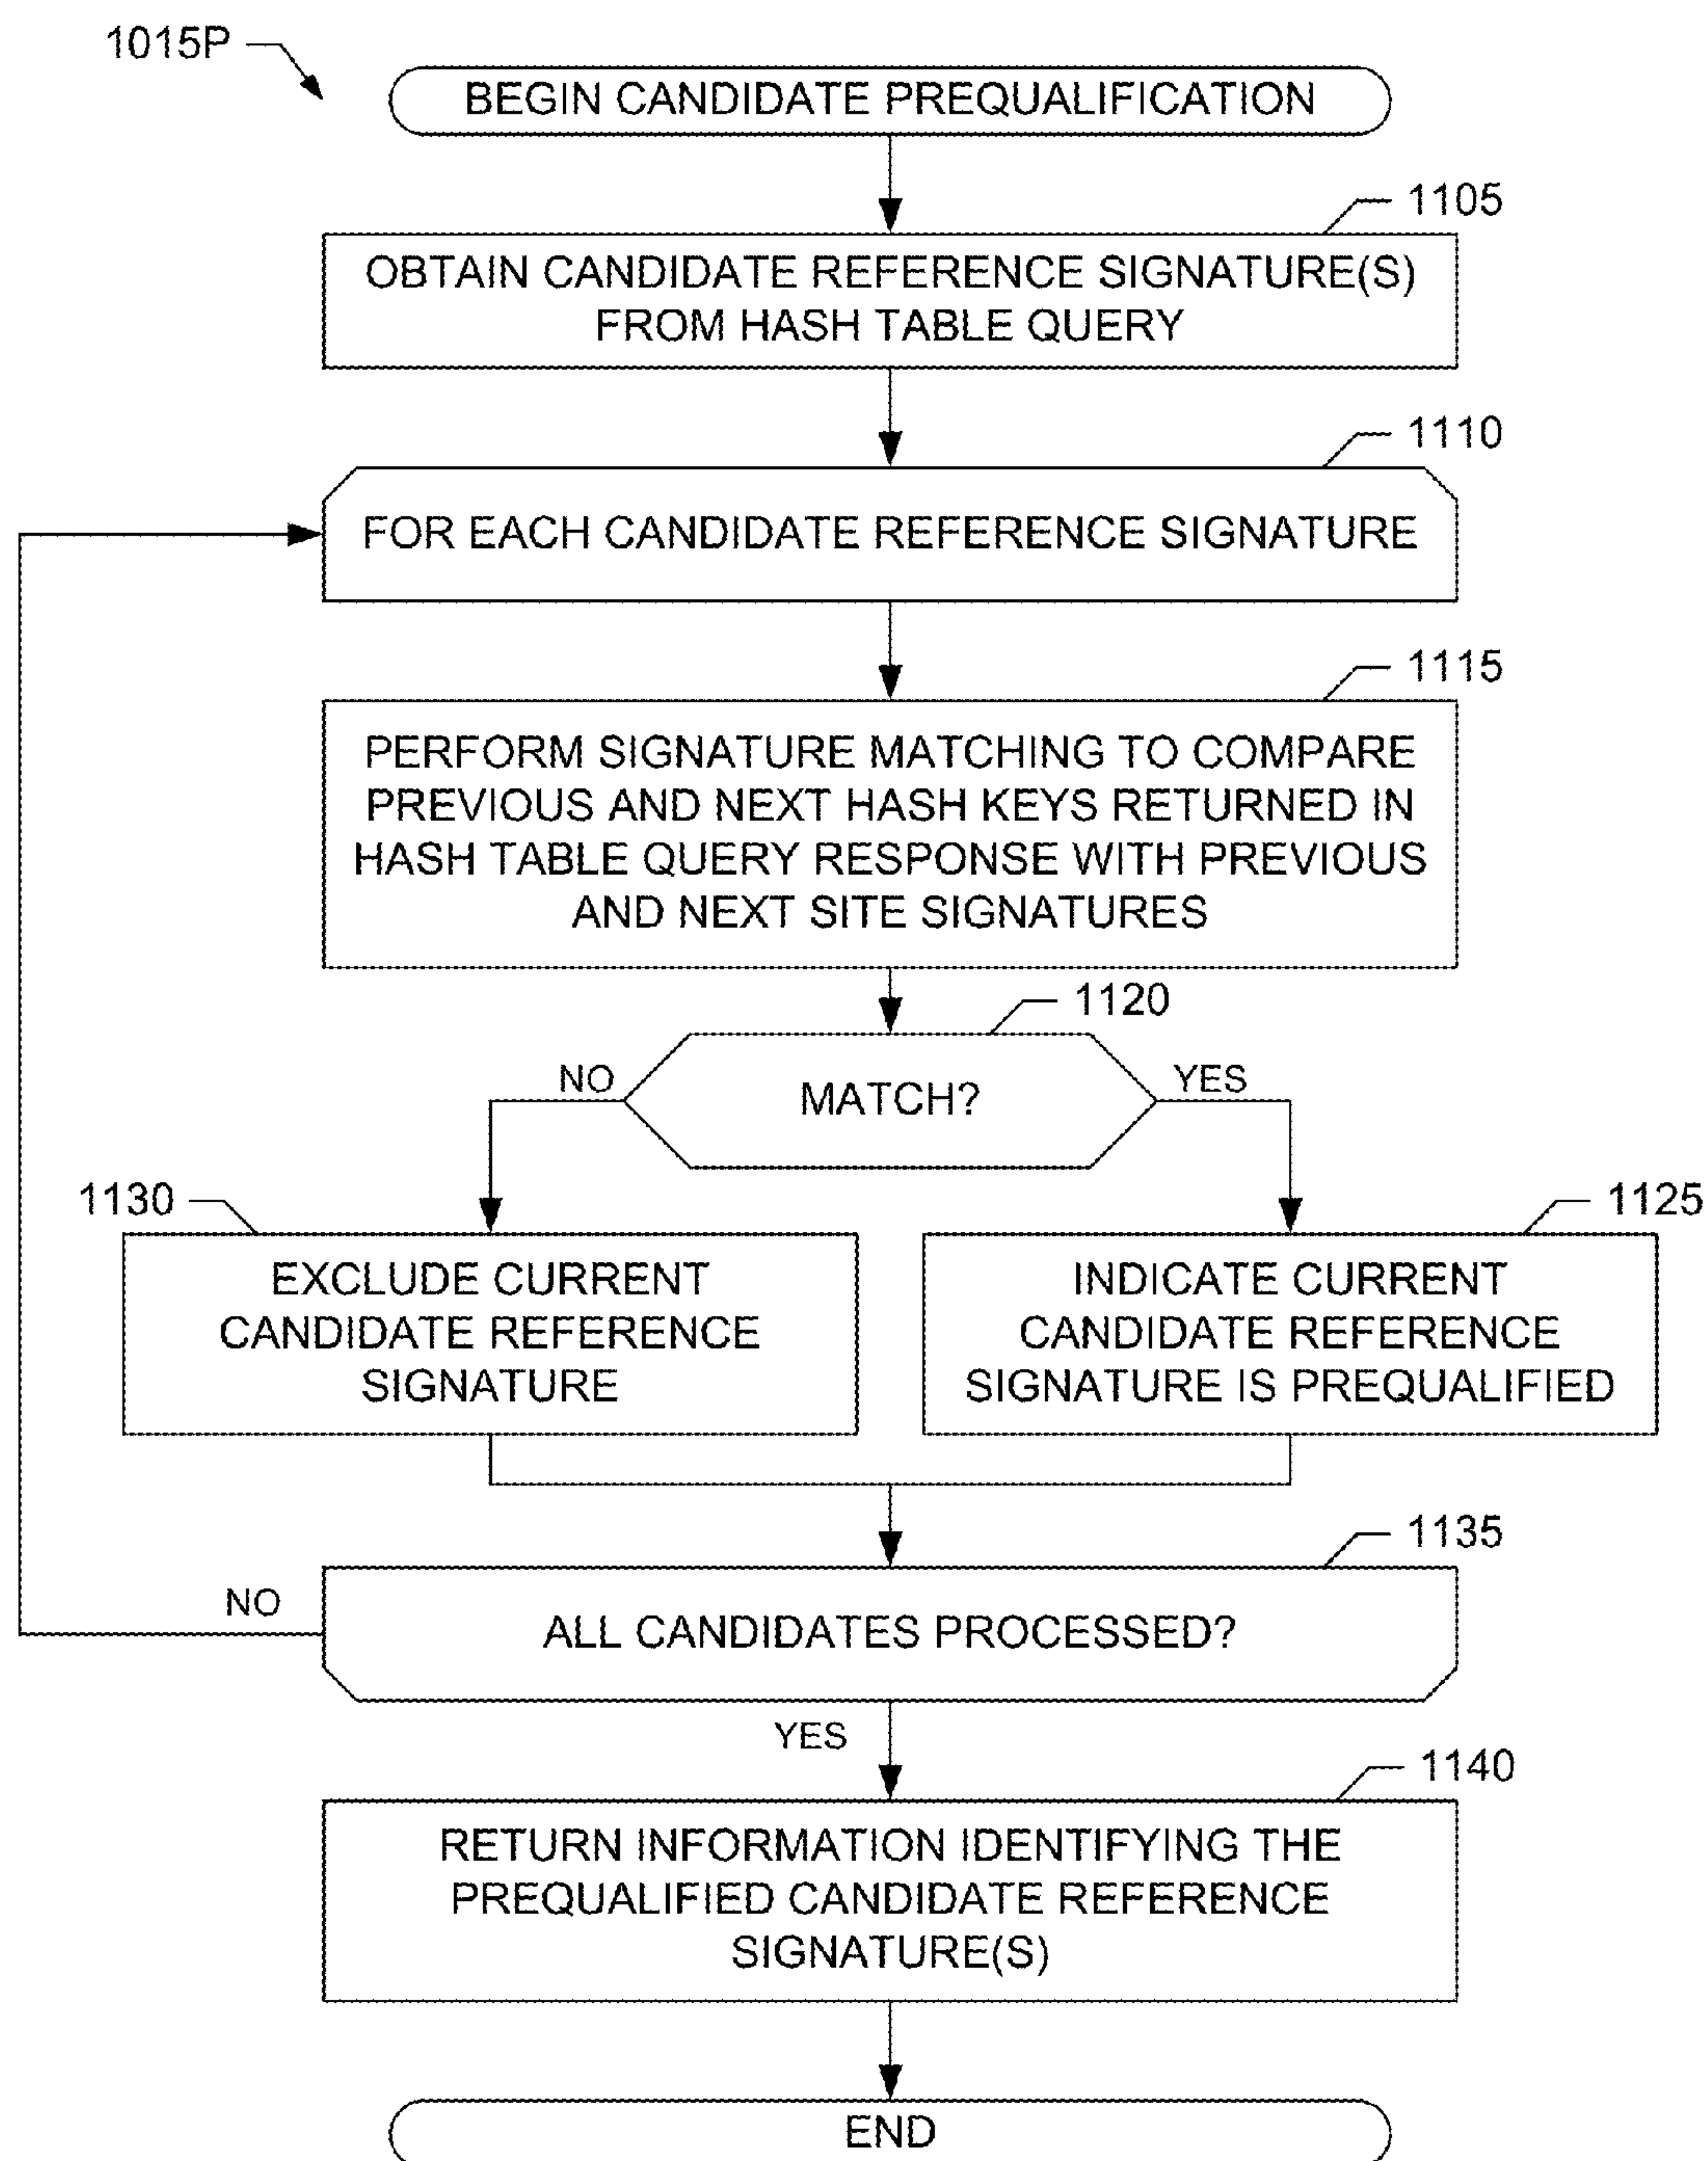 1015P
BEGIN CANDIDATE PREQUALIFICATION
1105
OBTAIN CANDIDATE REFERENCE SIGNATURE(S)
FROM HASH TABLE QUERY
1110
FOR EACH CANDIDATE REFERENCE SIGNATURE
1115
PERFORM SIGNATURE MATCHING TO COMPARE
PREVIOUS AND NEXT HASH KEYS RETURNED IN
HASH TABLE QUERY RESPONSE WITH PREVIOUS
AND NEXT SITE SIGNATURES
1120
NO
YES
MATCH?
1130
EXCLUDE CURRENT
CANDIDATE REFERENCE
SIGNATURE
1125
INDICATE CURRENT
CANDIDATE REFERENCE
SIGNATURE IS PREQUALIFIED
1135
NO
ALL CANDIDATES PROCESSED?
YES
1140
RETURN INFORMATION IDENTIFYING THE
PREQUALIFIED CANDIDATE REFERENCE
SIGNATURE(S)
END